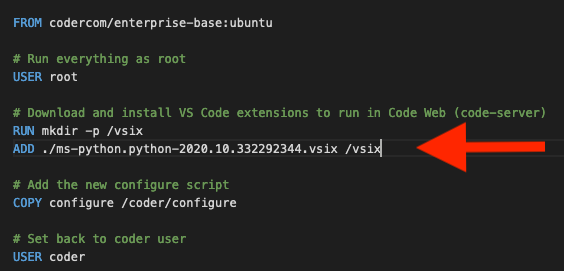 FROM codercom/enterprise-base:ubuntu
# Run everything as root
USER root
# Download and install VS Code extensions to run in Code Web (code-server)
RUN mkdir -p /vsix
ADD ./ms-python.python-2020.10.332292344.vsix /vsix
# Add the new configure script
COPY configure /coder/configure
# Set back to coder user
USER coder